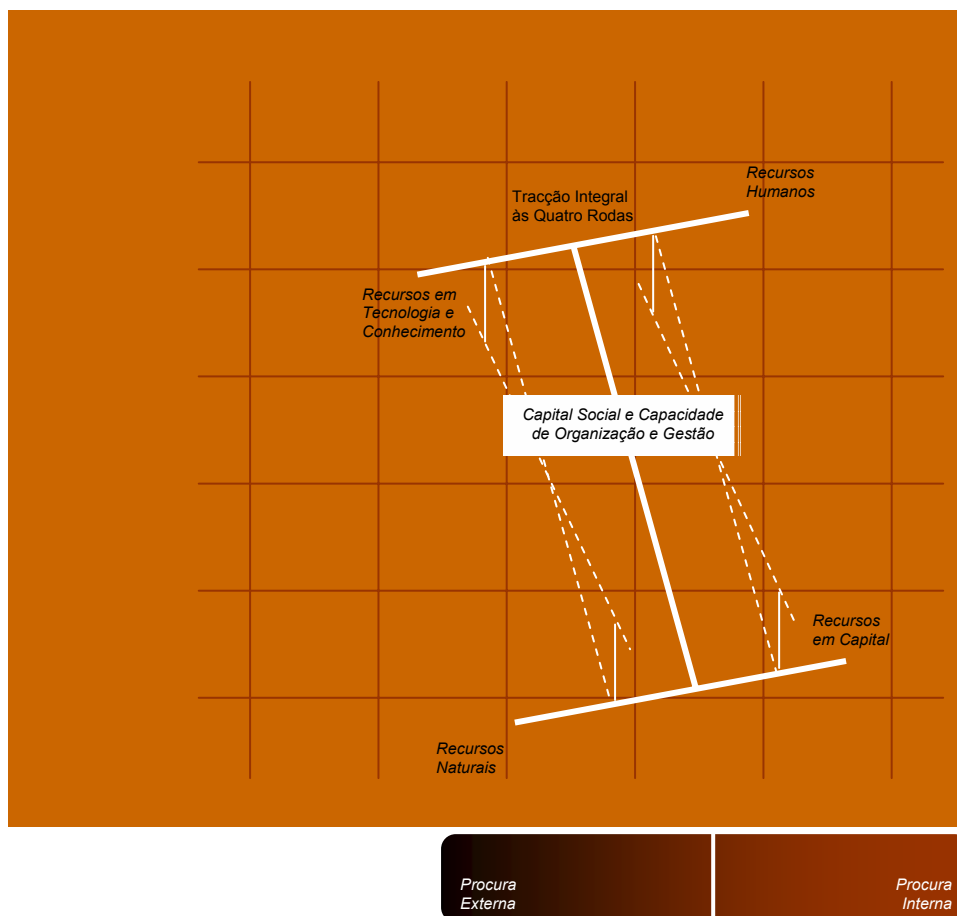 Recursos
Humanos
Tracção Integral
às Quatro Rodas
Recursos em
Tecnologia e
Conhecimento
Capital Social e Capacidade
de Organização e Gestão
Recursos
em Capital
Recursos
Naturais
Procura
Externa
Procura
Interna